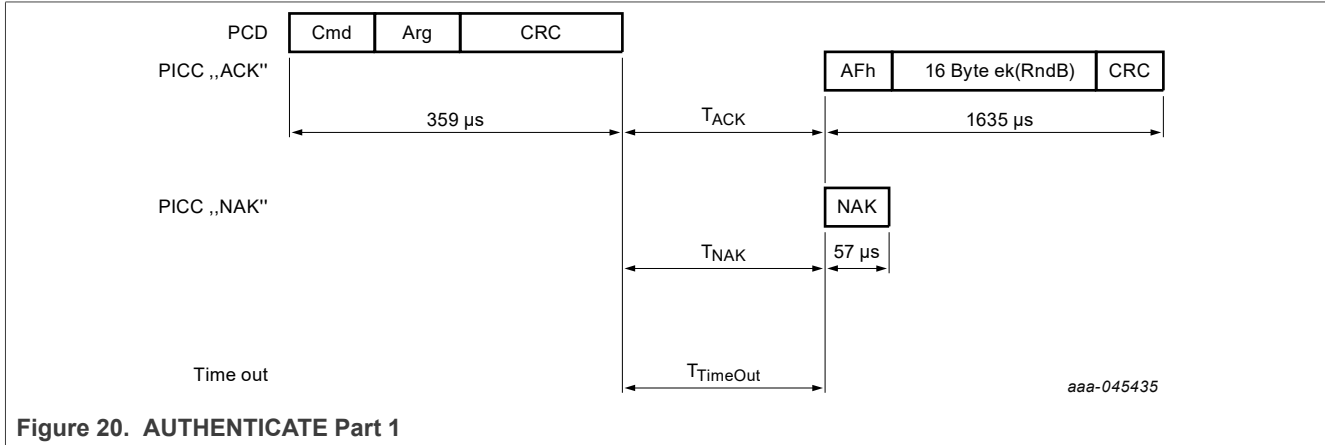 PCD Cmd Arg CRC
PICC ,,ACK" AFh 16 Byte ek(RndB) CRC
359 µs TACK 1635 µs
PICC ,,NAK" NAK
TNAK 57 µs
Time out TTimeOut aaa-045435
Figure 20. AUTHENTICATE Part 1